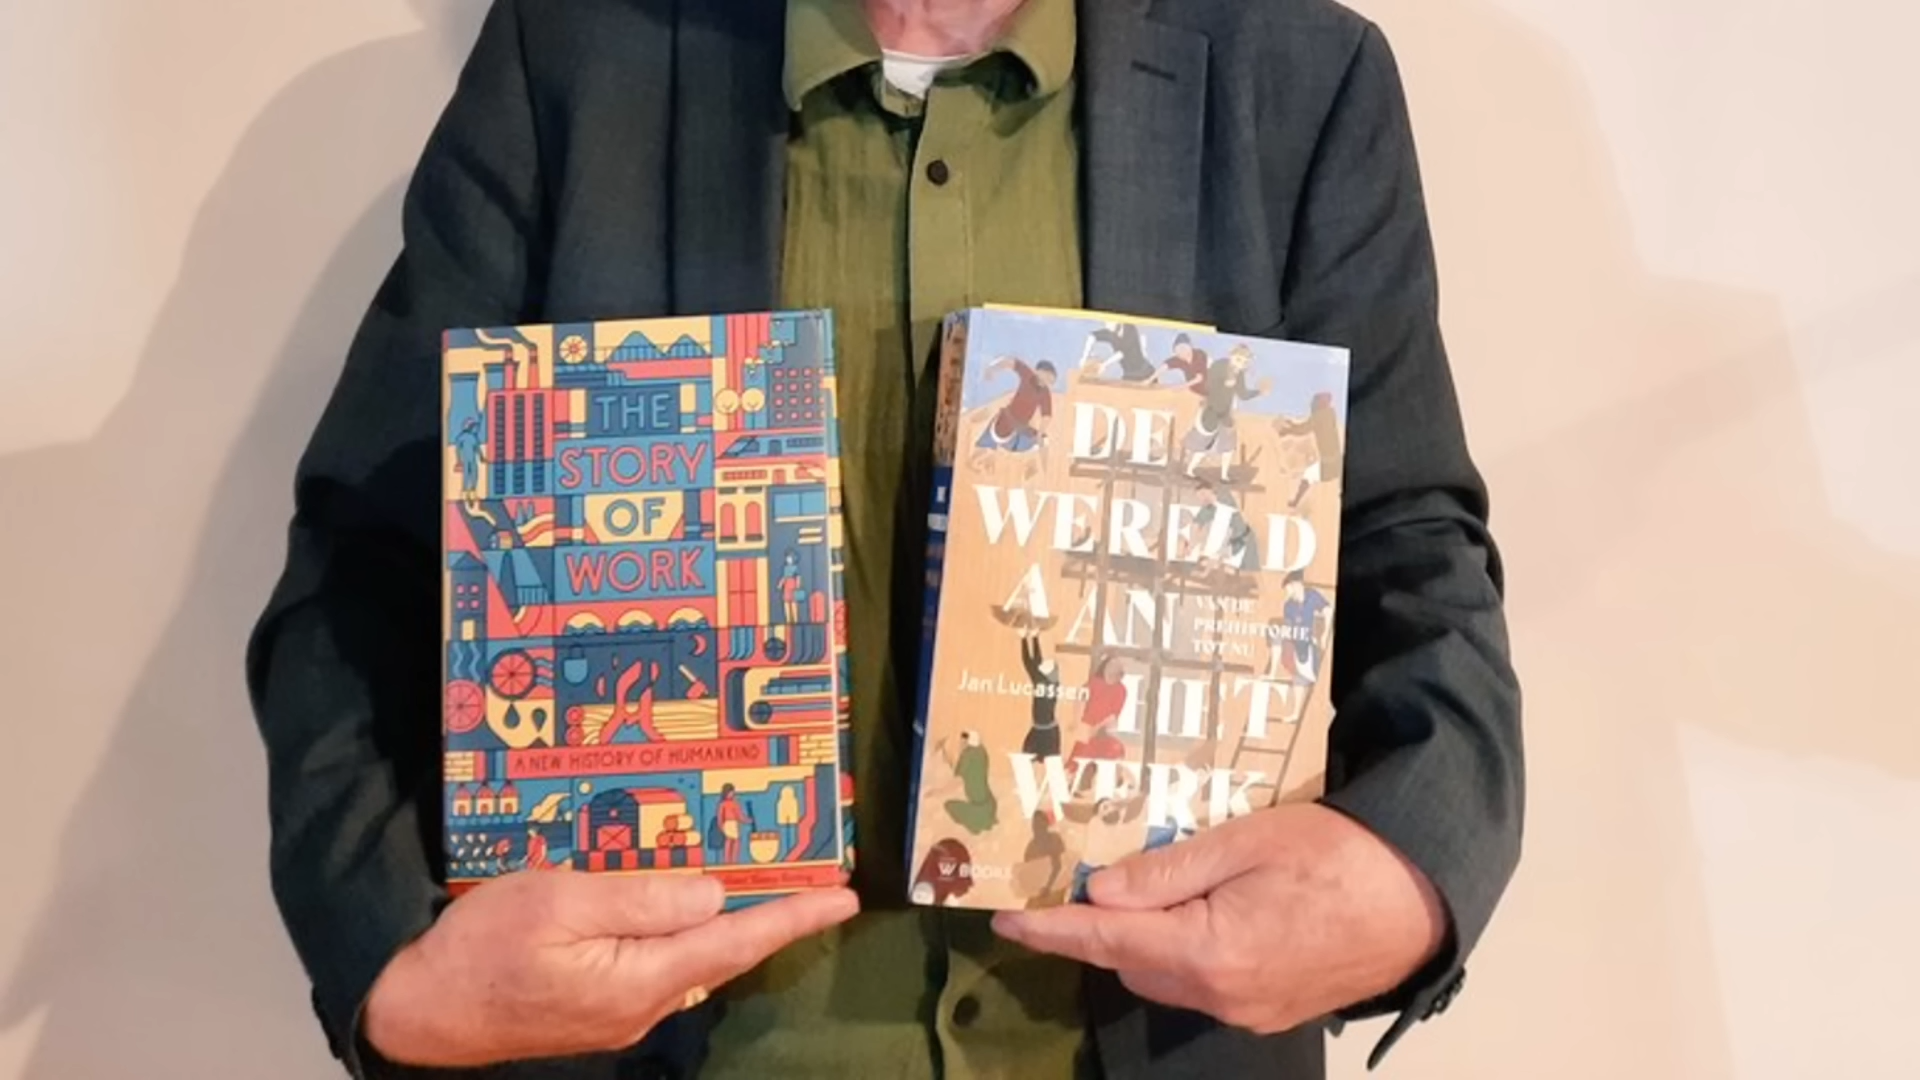 THE
STORY
OF
WORK
A NEW HISTORY OF HUMANKIND
DE
WERELD
AAN
VAN DE
PREHISTORIE
TOT NU
Jan Lucassen
HET
WERK
W BOOKS